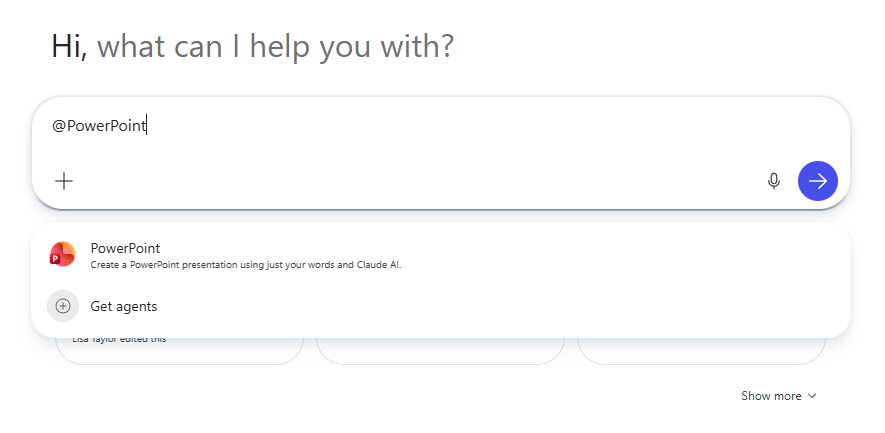 Hi, what can I help you with?
@PowerPoint
PowerPoint
P
Create a PowerPoint presentation using just your words and Claude AI.
Get agents
Lisa Taylor edited this
Show more